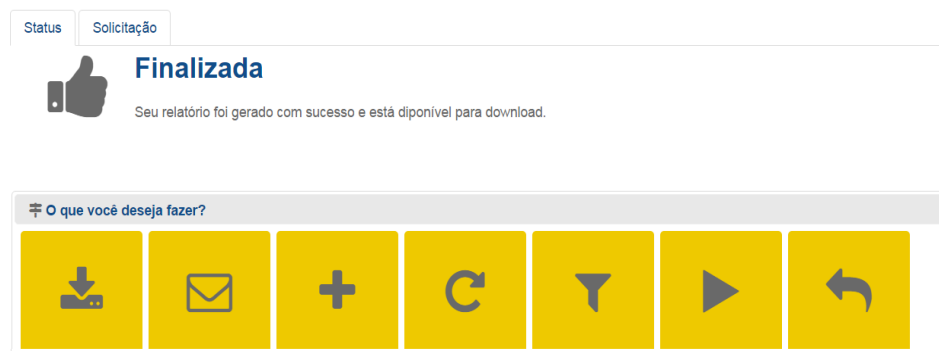 Status Solicitação
Finalizada
Seu relatório foi gerado com sucesso e está diponível para download.
O que você deseja fazer?